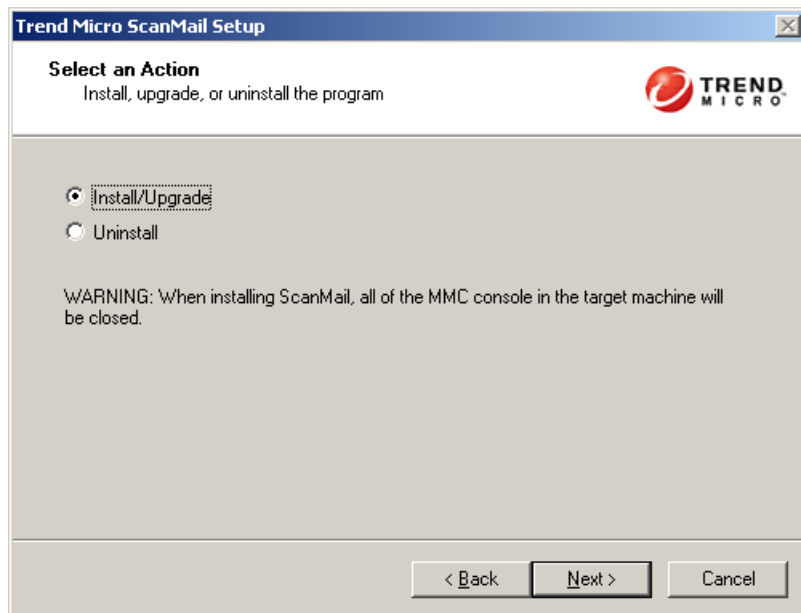 Trend Micro ScanMail Setup
Select an Action
Install, upgrade, or uninstall the program
TREND
MICRO
Install/Upgrade
Uninstall
WARNING: When installing ScanMail, all of the MMC console in the target machine will
be closed.
< Back Next > Cancel